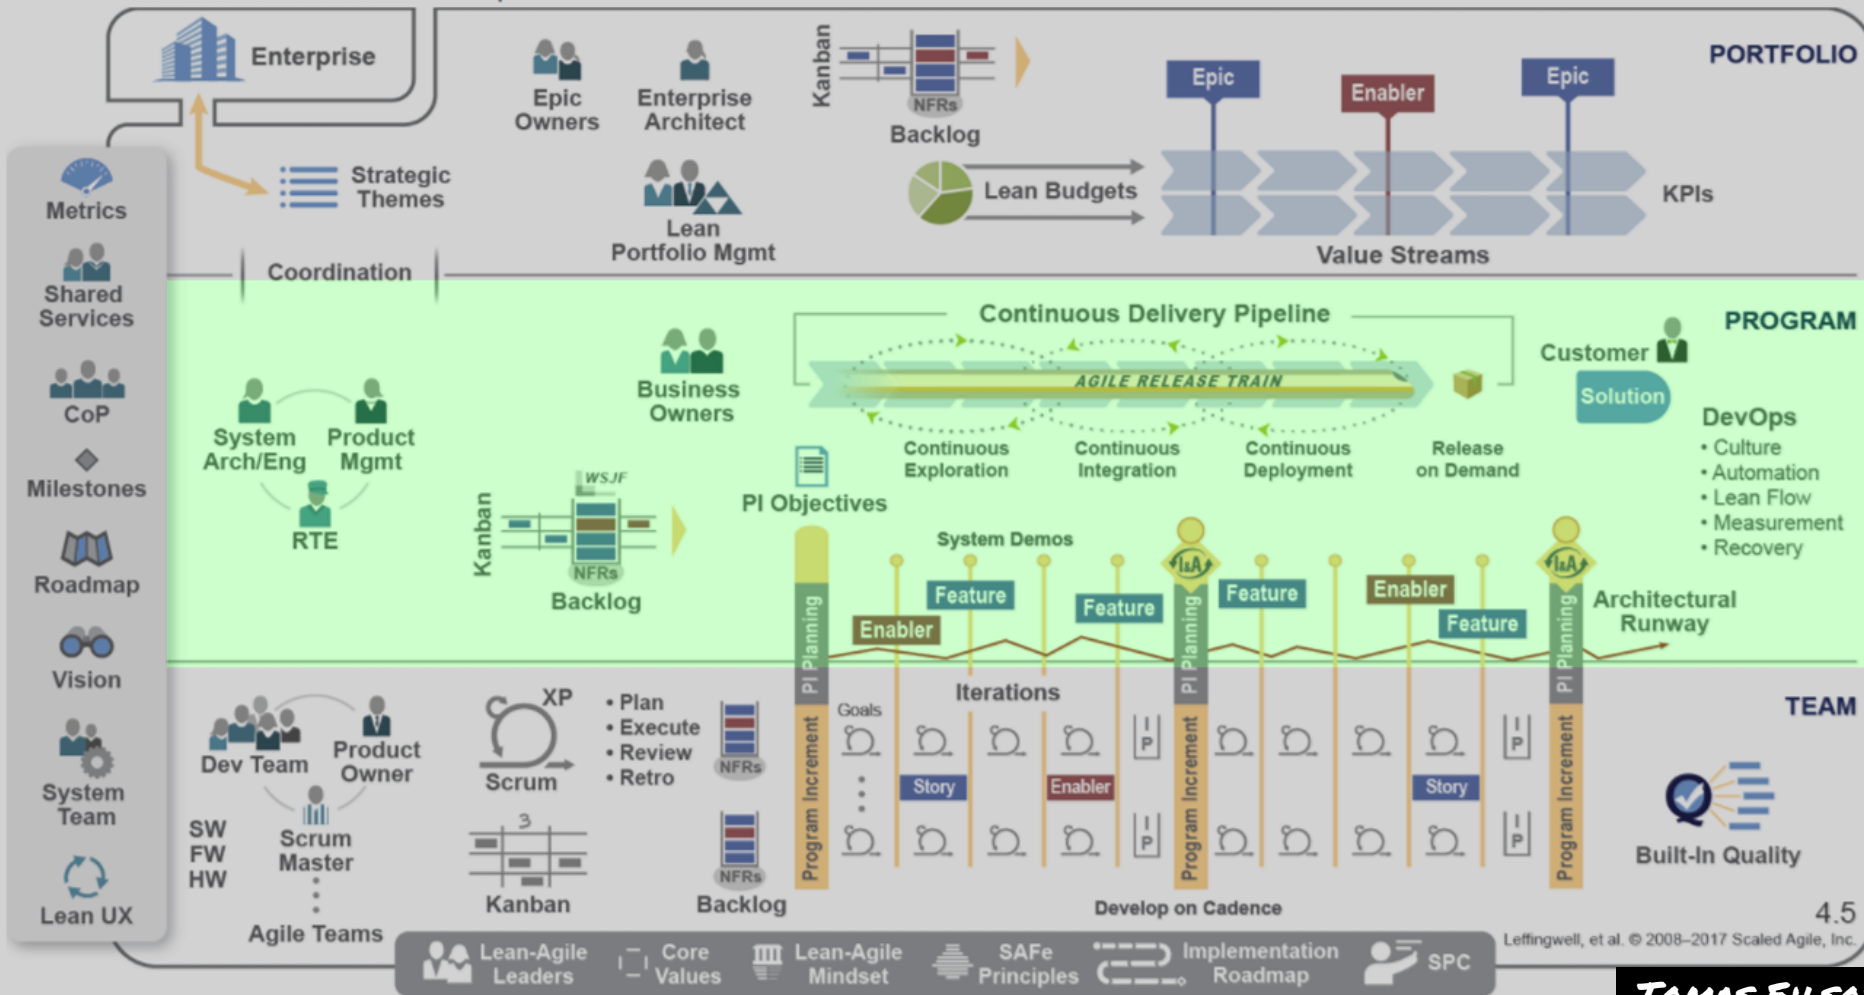 Enterprise
Strategic
Themes
Coordination
Epic
Owners
Enterprise
Architect
Lean
Portfolio Mgmt
Kanban
NFRs
Backlog
Lean Budgets
Epic
Enabler
Epic
KPIs
Value Streams
PORTFOLIO
Metrics
Shared
Services
CoP
Milestones
Roadmap
Vision
System
Team
Lean UX
System
Arch/Eng
Product
Mgmt
RTE
Business
Owners
Kanban
WSJF
NFRs
Backlog
PI Objectives
Continuous Delivery Pipeline
AGILE RELEASE TRAIN
Continuous
Exploration
Continuous
Integration
Continuous
Deployment
Release
on Demand
Customer
Solution
PROGRAM
DevOps
• Culture
• Automation
• Lean Flow
• Measurement
• Recovery
System Demos
I&A
I&A
Feature
Feature
Feature
Enabler
Feature
Enabler
PI Planning
PI Planning
PI Planning
Architectural
Runway
TEAM
Dev Team
Product
Owner
Scrum
Master
SW
FW
HW
Agile Teams
XP
Scrum
3
Kanban
• Plan
• Execute
• Review
• Retro
NFRs
NFRs
Backlog
Program Increment
Program Increment
Program Increment
Iterations
Goals
I
P
I
P
I
P
I
P
Story
Enabler
Story
Develop on Cadence
Built-In Quality
4.5
Leffingwell, et al. © 2008–2017 Scaled Agile, Inc.
Lean-Agile
Leaders
Core
Values
Lean-Agile
Mindset
SAFe
Principles
Implementation
Roadmap
SPC